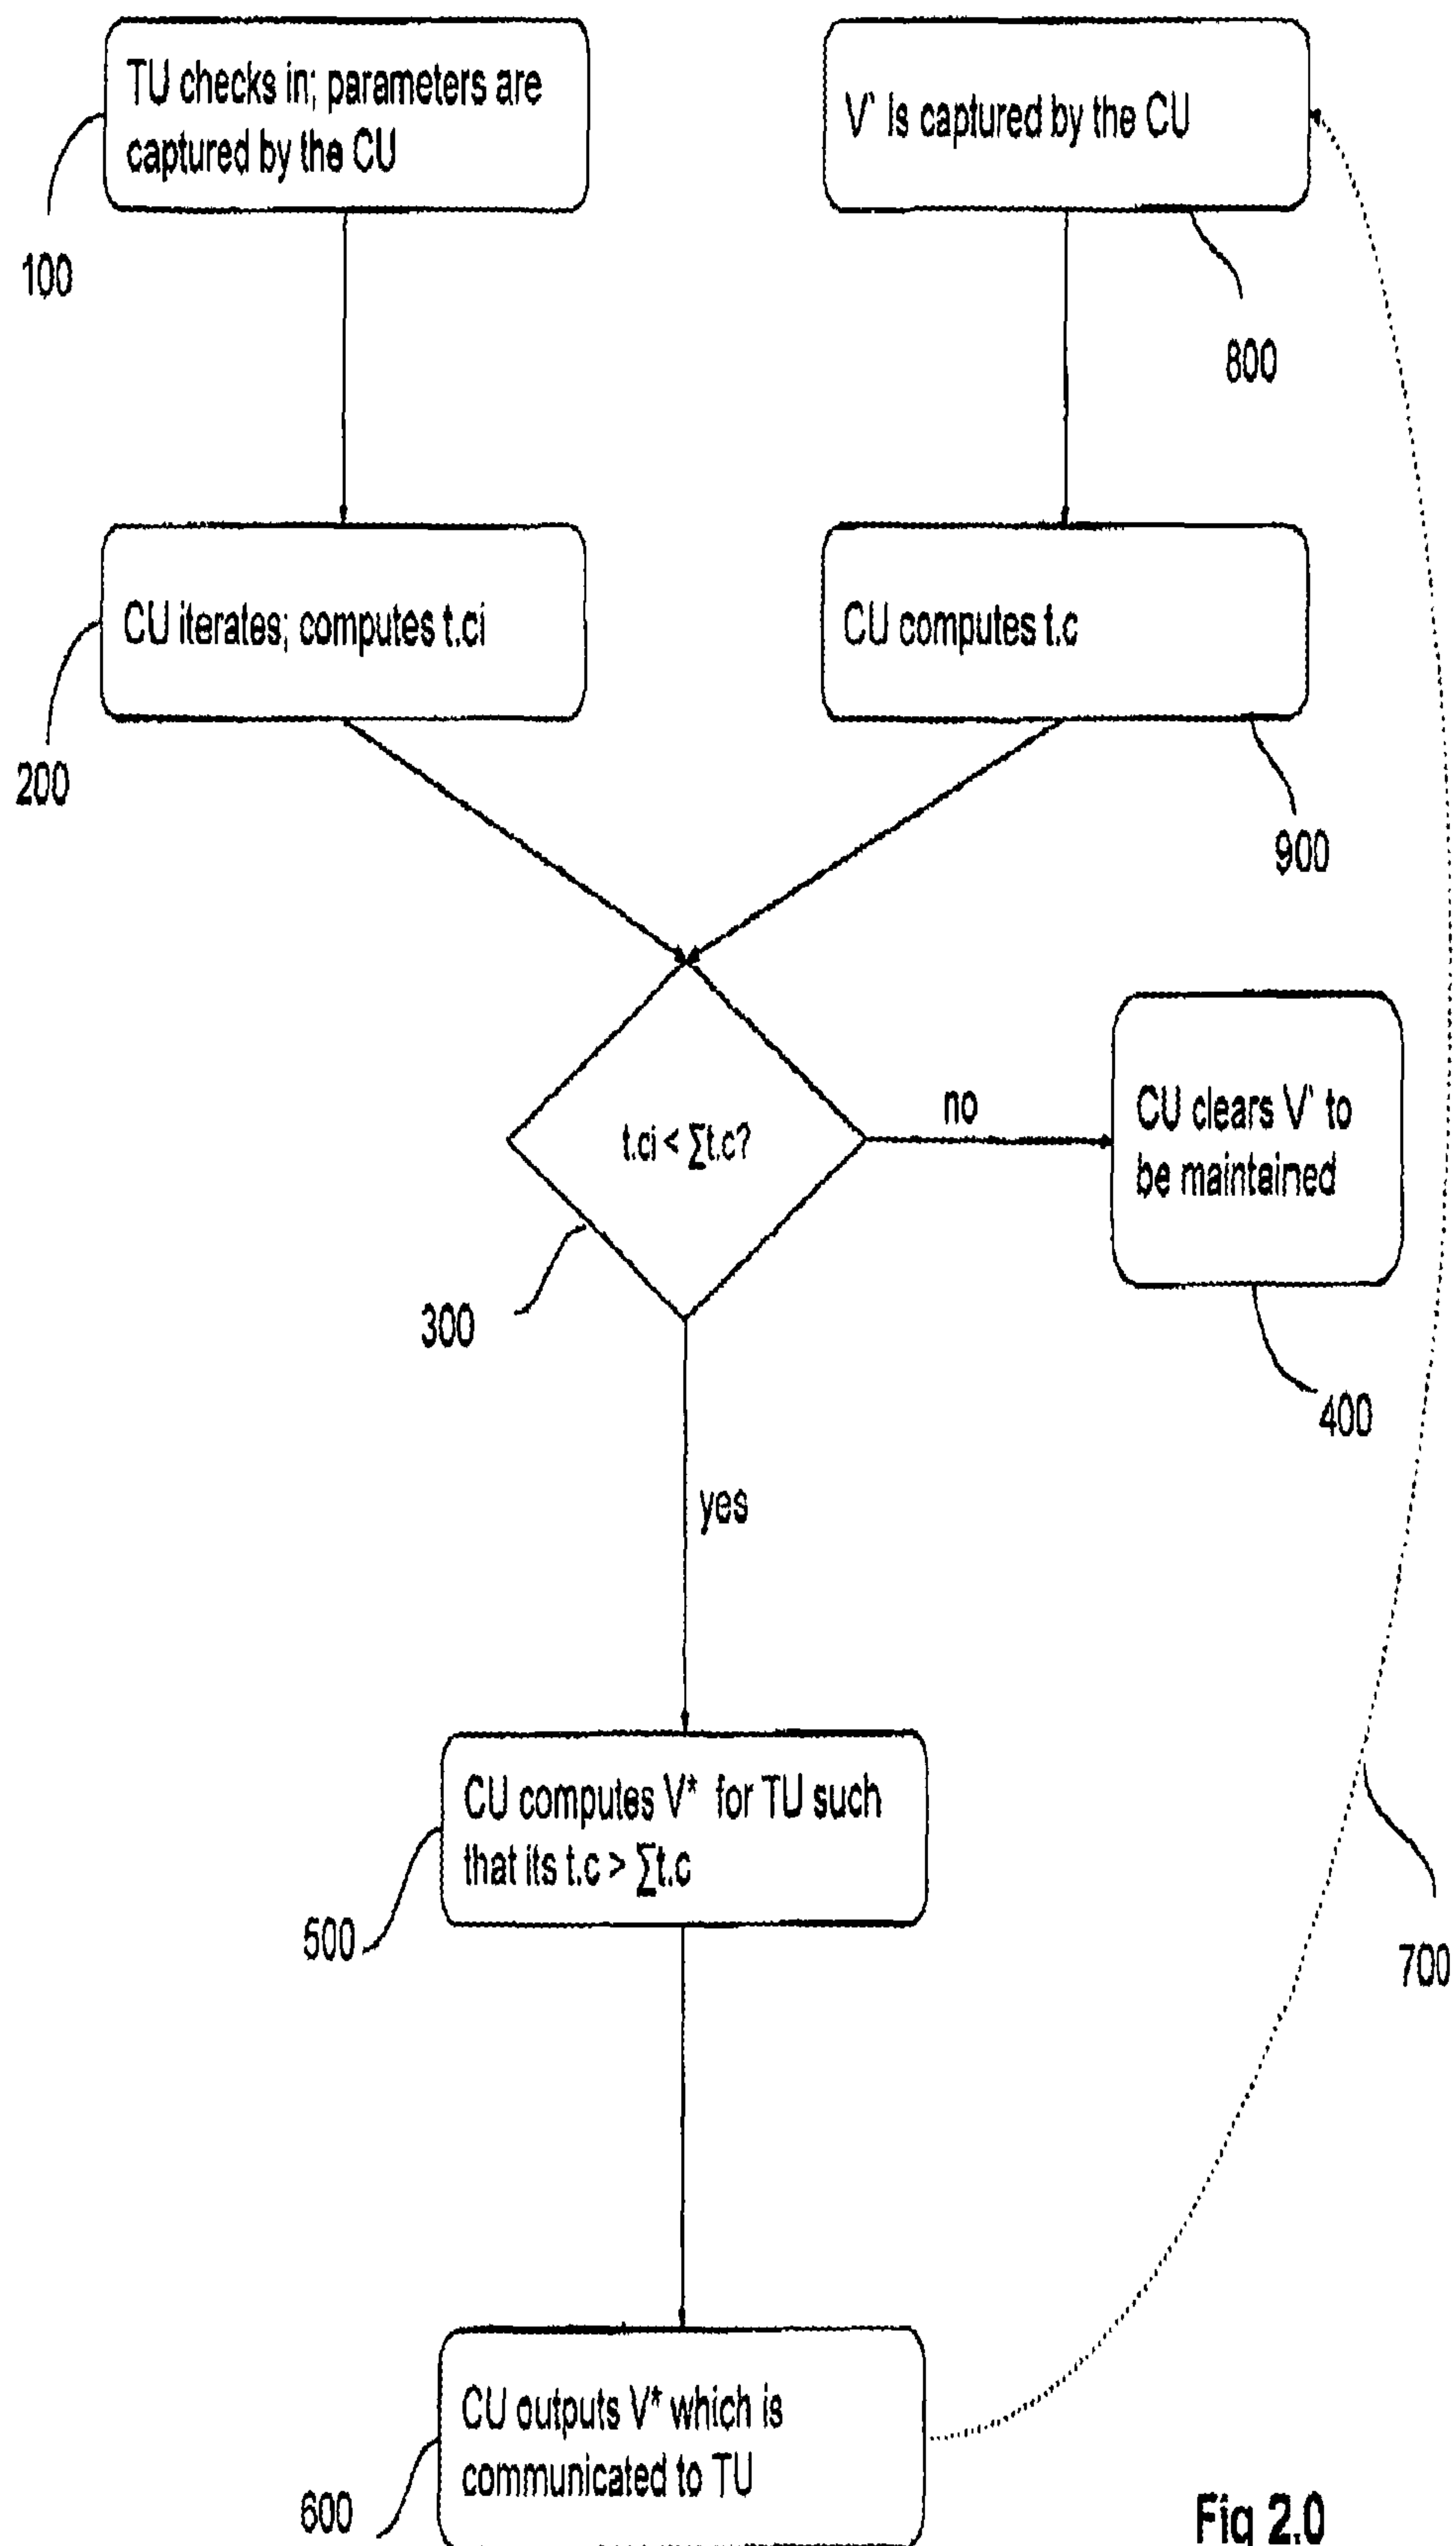 TU checks in; parameters are
captured by the CU
V` is captured by the CU
100
800
CU iterates; computes t.ci
CU computes t.c
200
900
t.ci < ∑t.c?
no
CU clears V` to
be maintained
300
400
yes
CU computes V* for TU such
that its t.c > ∑t.c
500
700
CU outputs V* which is
communicated to TU
600
Fig 2.0